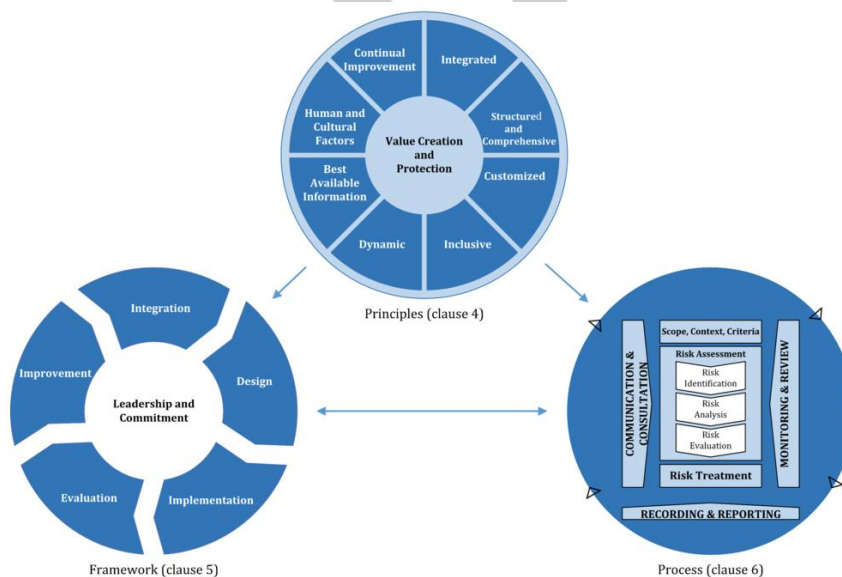 Continual
Improvement
Integrated
Structured
and
Comprehensive
Customized
Inclusive
Dynamic
Best
Available
Information
Human and
Cultural
Factors
Value Creation
and
Protection
Principles (clause 4)
Integration
Design
Implementation
Evaluation
Improvement
Leadership and
Commitment
Framework (clause 5)
Scope, Context, Criteria
Risk Assessment
Risk
Identification
Risk
Analysis
Risk
Evaluation
Risk Treatment
COMMUNICATION &
CONSULTATION
MONITORING & REVIEW
RECORDING & REPORTING
Process (clause 6)